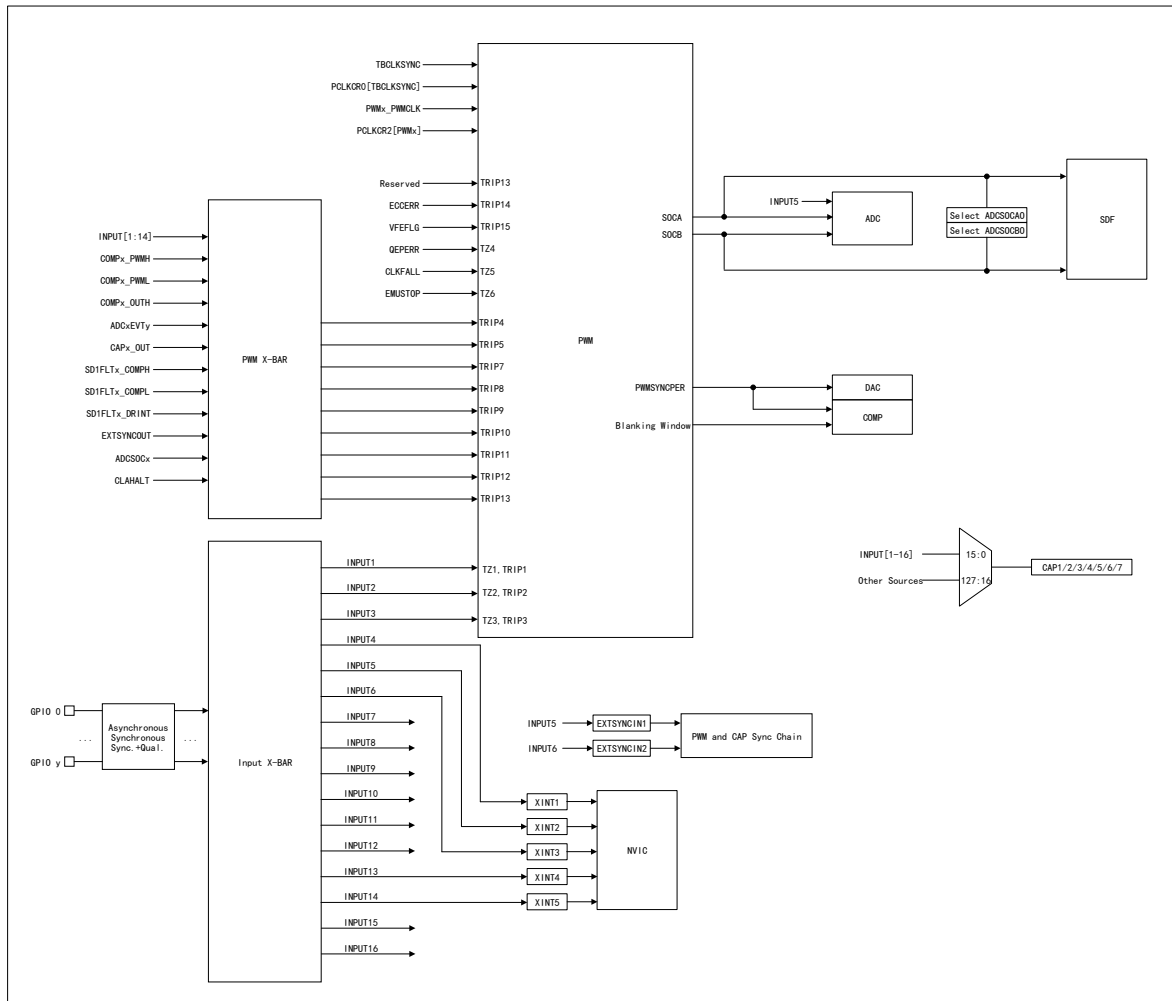 TBCLKSYNC
PCLKCR0[TBCLKSYNC]
PWMx_PWMCLK
PCLKCR2[PWMx]
Reserved
TRIP13
ECCERR
TRIP14
VFEFLG
TRIP15
QEPERR
TZ4
CLKFALL
TZ5
EMUSTOP
TZ6
INPUT[1:14]
COMPx_PWMH
COMPx_PWML
COMPx_OUTH
ADCxEVTy
CAPx_OUT
SD1FLTx_COMPH
SD1FLTx_COMPL
SD1FLTx_DRINT
EXTSYNCOUT
ADCSOCx
CLAHALT
PWM X-BAR
TRIP4
TRIP5
TRIP7
TRIP8
TRIP9
TRIP10
TRIP11
TRIP12
TRIP13
PWM
SOCA
SOCB
INPUT5
ADC
Select ADCSOCAO
Select ADCSOCBO
SDF
PWMSYNCPER
Blanking Window
DAC
COMP
INPUT[1-16]
Other Sources
15:0
127:16
CAP1/2/3/4/5/6/7
INPUT1
TZ1,TRIP1
INPUT2
TZ2,TRIP2
INPUT3
TZ3,TRIP3
INPUT4
INPUT5
INPUT6
INPUT7
INPUT8
INPUT9
INPUT10
INPUT11
INPUT12
INPUT13
INPUT14
INPUT15
INPUT16
GPIO 0
...
GPIO y
Asynchronous
Synchronous
Sync.+Qual.
...
Input X-BAR
INPUT5
EXTSYNCIN1
INPUT6
EXTSYNCIN2
PWM and CAP Sync Chain
XINT1
XINT2
XINT3
XINT4
XINT5
NVIC